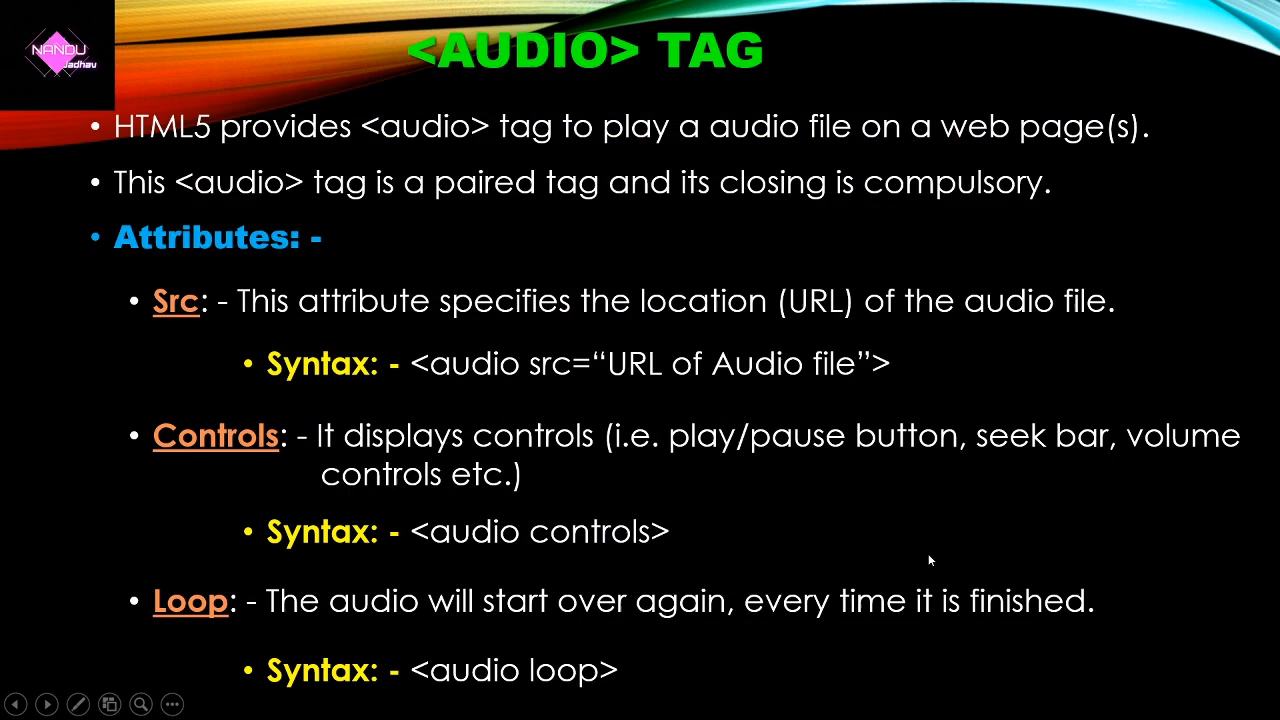 NANDU
Jadhav
<AUDIO> TAG
• HTML5 provides <audio> tag to play a audio file on a web page(s).
• This <audio> tag is a paired tag and its closing is compulsory.
• Attributes: -
• Src: - This attribute specifies the location (URL) of the audio file.
• Syntax: - <audio src=“URL of Audio file”>
• Controls: - It displays controls (i.e. play/pause button, seek bar, volume
controls etc.)
• Syntax: - <audio controls>
• Loop: - The audio will start over again, every time it is finished.
• Syntax: - <audio loop>